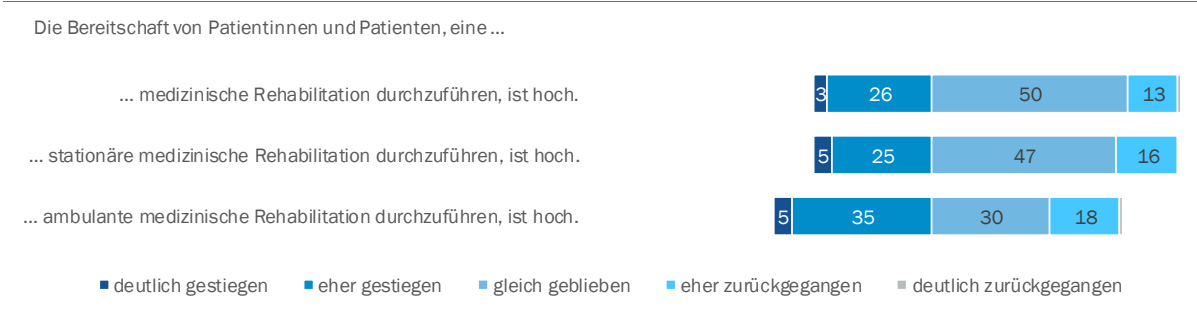 Die Bereitschaft von Patientinnen und Patienten, eine ...
... medizinische Rehabilitation durchzuführen, ist hoch. 3 26 50 13
... stationäre medizinische Rehabilitation durchzuführen, ist hoch. 5 25 47 16
... ambulante medizinische Rehabilitation durchzuführen, ist hoch. 5 35 30 18
deutlich gestiegen eher gestiegen gleich geblieben eher zurückgegangen deutlich zurückgegangen